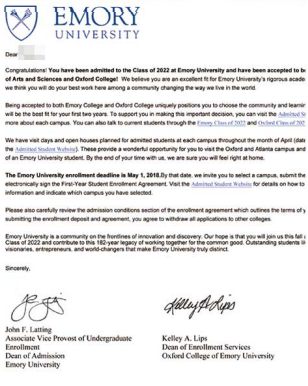 EMORY
UNIVERSITY
Dear
Congratulations! You have been admitted to the Class of 2022 at Emory University and have been accepted to bo
of Arts and Sciences and Oxford College! We believe you are an excellent fit for Emory University's rigorous acade
we think you will do your best work here among a community changing the way we live in the world.
Being accepted to both Emory College and Oxford College uniquely positions you to choose the community and learnin
will be the best fit for your first two years. To support you in making this important decision, you can visit the Admitted St
more about each campus. You can also talk to current students through the Emory Class of 2022 and Oxford Class of 202
We have visit days and open houses planned for admitted students at each campus throughout the month of April (dat
the Admitted Student Website). These provide a wonderful opportunity for you to visit the Oxford and Atlanta campus and
of an Emory University student. By the end of your time with us, we are sure you will feel right at home.
The Emory University enrollment deadline is May 1, 2018. By that date, we invite you to select a campus, submit the
electronically sign the First-Year Student Enrollment Agreement. Visit the Admitted Student Website for details on how to
information and indicate which campus you have selected.
Please also carefully review the admission conditions section of the enrollment agreement which outlines the terms of y
submitting the enrollment deposit and agreement, you agree to withdraw all applications to other colleges.
Emory University is a community on the frontlines of innovation and discovery. Our hope is that you will join us this fall a
Class of 2022 and contribute to this 182-year legacy of working together for the common good. Outstanding students li
visionaries, entrepreneurs, and world-changers that make Emory University truly distinct.
Sincerely,
Kelley A. Lips
John F. Latting
Associate Vice Provost of Undergraduate
Enrollment
Dean of Admission
Emory University
Kelley A. Lips
Dean of Enrollment Services
Oxford College of Emory University